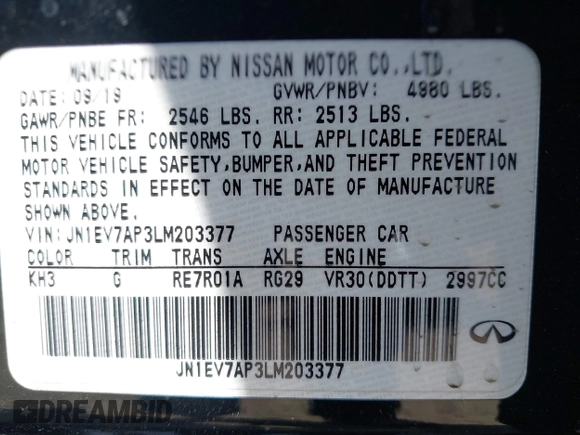 MANUFACTURED BY NISSAN MOTOR CO.,LTD.
DATE: 09/19 GVWR/PNBV: 4980 LBS.
GAWR/PNBE FR: 2546 LBS. RR: 2513 LBS.
THIS VEHICLE CONFORMS TO ALL APPLICABLE FEDERAL
MOTOR VEHICLE SAFETY,BUMPER,AND THEFT PREVENTION
STANDARDS IN EFFECT ON THE DATE OF MANUFACTURE
SHOWN ABOVE.
VIN:JN1EV7AP3LM203377 PASSENGER CAR
COLOR TRIM TRANS AXLE ENGINE
KH3 G RE7R01A RG29 VR30(DDTT) 2997CC
JN1EV7AP3LM203377
DREAMBID